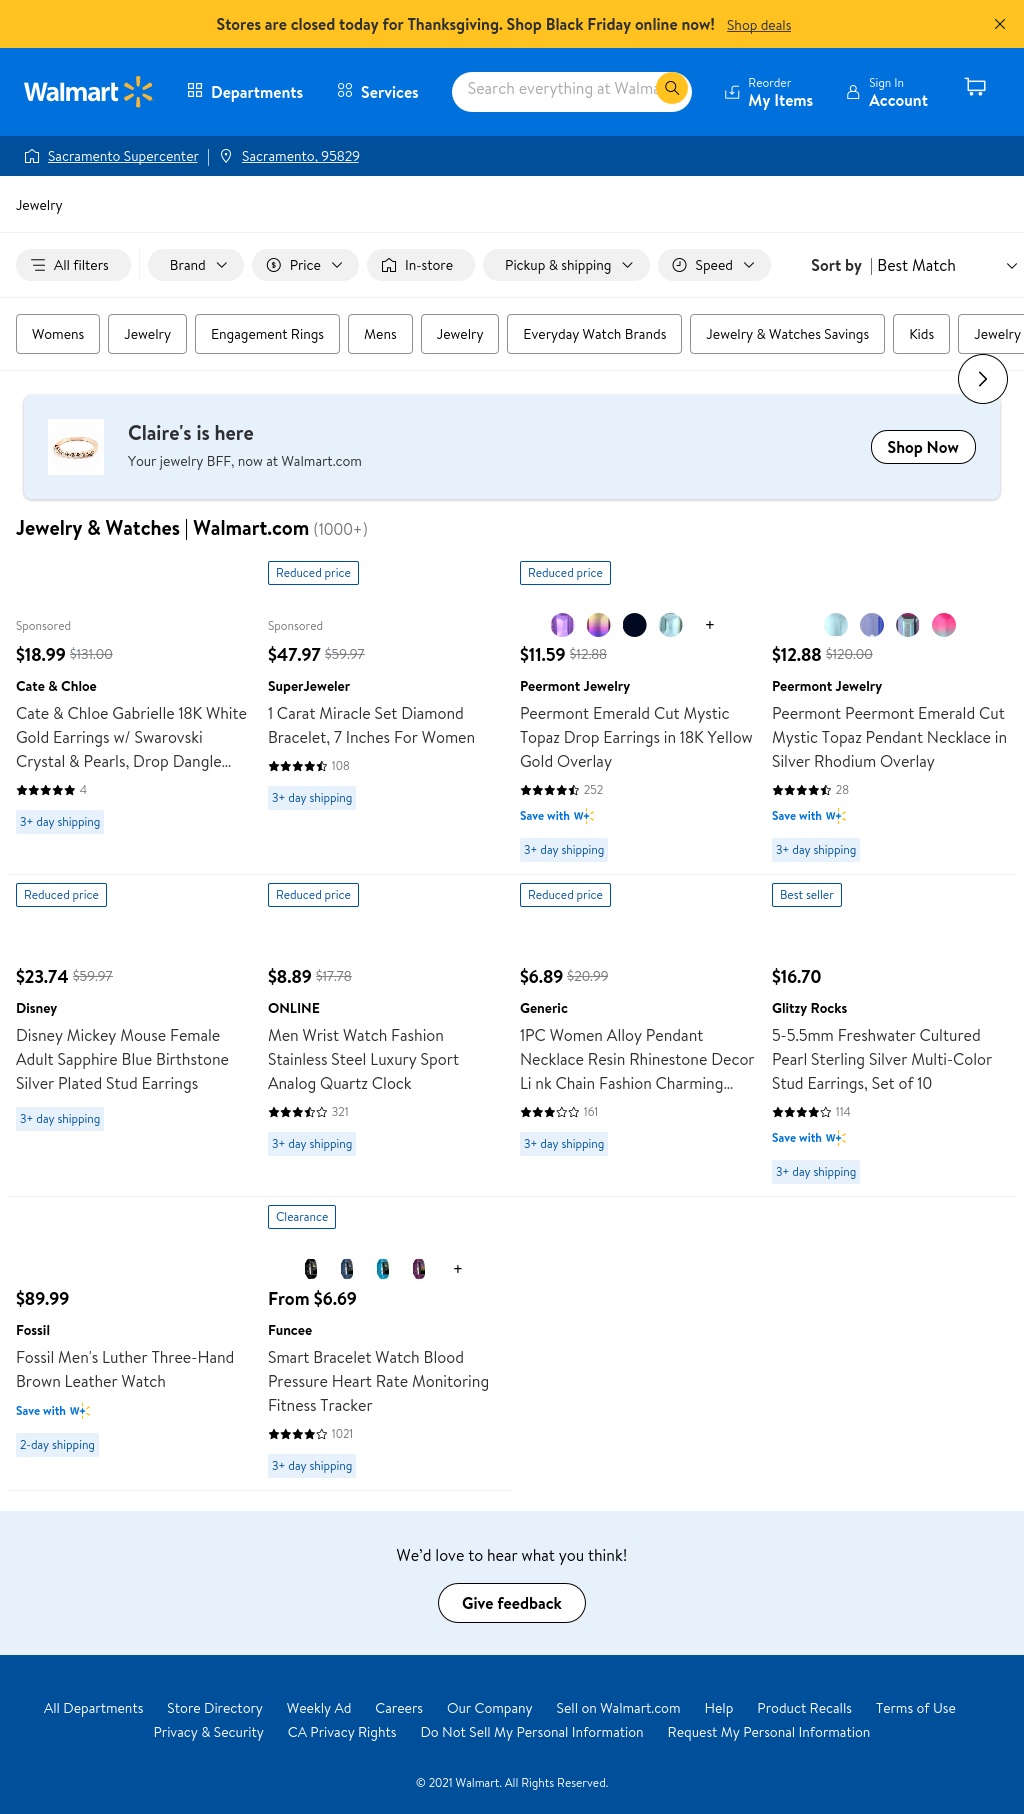 Stores are closed today for Thanksgiving. Shop Black Friday online now! Shop deals
Walmart
Departments
Services
Search everything at Walma
Reorder
My Items
Sign In
Account
Sacramento Supercenter | Sacramento, 95829
Jewelry
All filters
Brand
Price
In-store
Pickup & shipping
Speed
Sort by | Best Match
Womens
Jewelry
Engagement Rings
Mens
Jewelry
Everyday Watch Brands
Jewelry & Watches Savings
Kids
Jewelry
Claire's is here
Your jewelry BFF, now at Walmart.com
Shop Now
Jewelry & Watches | Walmart.com (1000+)
Sponsored
$18.99 $131.00
Cate & Chloe
Cate & Chloe Gabrielle 18K White
Gold Earrings w/ Swarovski
Crystal & Pearls, Drop Dangle...
4
3+ day shipping
Reduced price
Sponsored
$47.97 $59.97
SuperJeweler
1 Carat Miracle Set Diamond
Bracelet, 7 Inches For Women
108
3+ day shipping
Reduced price
+
$11.59 $12.88
Peermont Jewelry
Peermont Emerald Cut Mystic
Topaz Drop Earrings in 18K Yellow
Gold Overlay
252
Save with W+
3+ day shipping
$12.88 $120.00
Peermont Jewelry
Peermont Peermont Emerald Cut
Mystic Topaz Pendant Necklace in
Silver Rhodium Overlay
28
Save with W+
3+ day shipping
Reduced price
$23.74 $59.97
Disney
Disney Mickey Mouse Female
Adult Sapphire Blue Birthstone
Silver Plated Stud Earrings
3+ day shipping
Reduced price
$8.89 $17.78
ONLINE
Men Wrist Watch Fashion
Stainless Steel Luxury Sport
Analog Quartz Clock
321
3+ day shipping
Reduced price
$6.89 $20.99
Generic
1PC Women Alloy Pendant
Necklace Resin Rhinestone Decor
Li nk Chain Fashion Charming...
161
3+ day shipping
Best seller
$16.70
Glitzy Rocks
5-5.5mm Freshwater Cultured
Pearl Sterling Silver Multi-Color
Stud Earrings, Set of 10
114
Save with W+
3+ day shipping
$89.99
Fossil
Fossil Men's Luther Three-Hand
Brown Leather Watch
Save with W+
2-day shipping
Clearance
+
From $6.69
Funcee
Smart Bracelet Watch Blood
Pressure Heart Rate Monitoring
Fitness Tracker
1021
3+ day shipping
We’d love to hear what you think!
Give feedback
All Departments Store Directory Weekly Ad Careers Our Company Sell on Walmart.com Help Product Recalls Terms of Use
Privacy & Security CA Privacy Rights Do Not Sell My Personal Information Request My Personal Information
© 2021 Walmart. All Rights Reserved.